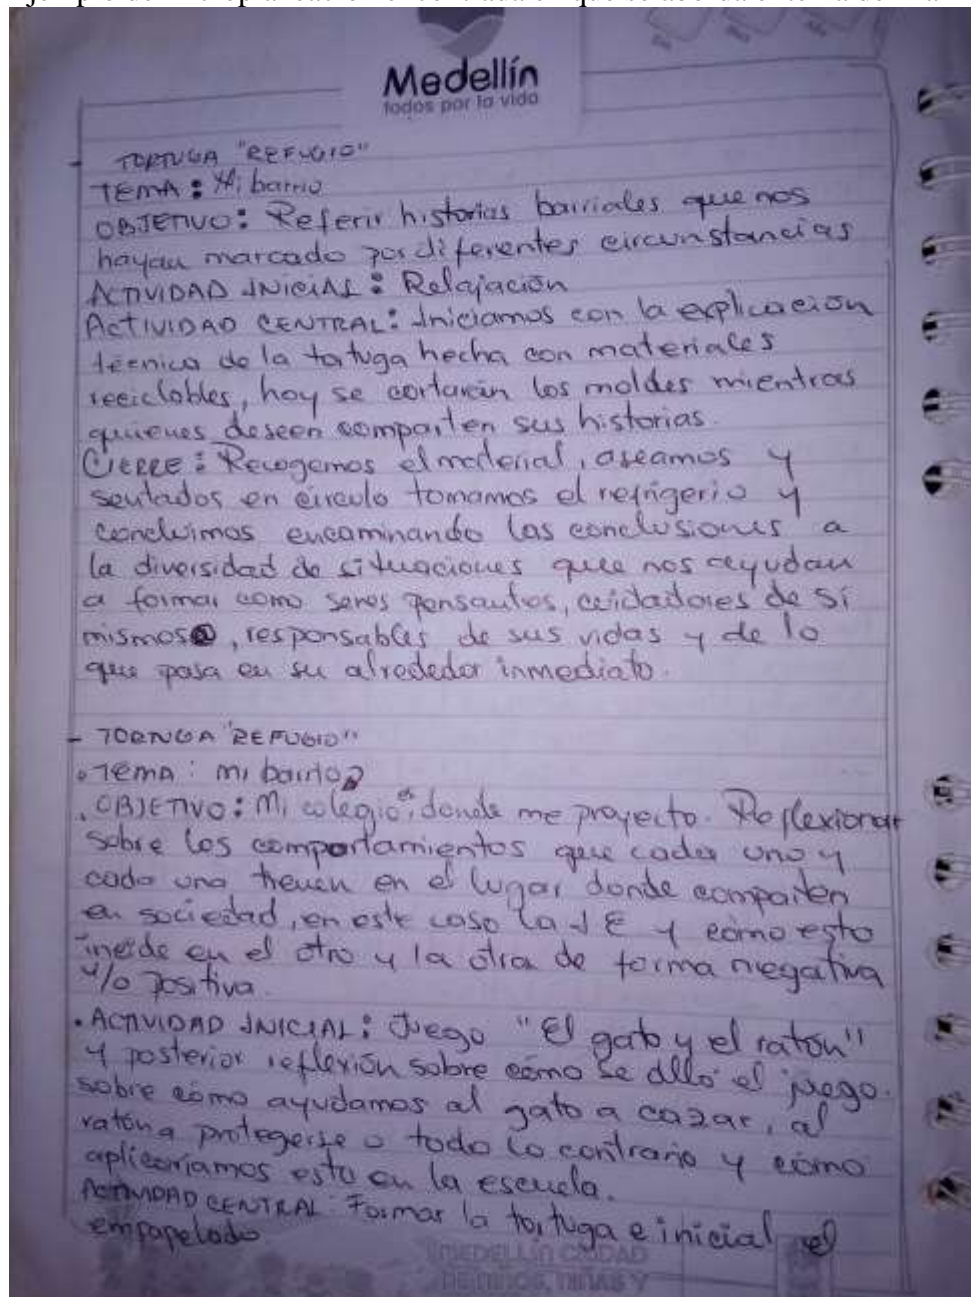 Medellín
todos por la vida
- TORTUGA "REFUGIO"
TEMA: Mi barrio
OBJETIVO: Referir historias barriales que nos
hayan marcado por diferentes circunstancias
ACTIVIDAD INICIAL: Relajación
ACTIVIDAD CENTRAL: Iniciamos con la explicación
técnica de la totuga hecha con materiales
reciclables, hoy se cortarán los moldes mientras
quienes deseen comparten sus historias.
CIERRE: Recogemos el material, aseamos y
sentados en círculo tomamos el refrigerio y
concluimos encaminando las conclusiones a
la diversidad de situaciones que nos ayudan
a formar como seres pensantes, cuidadores de sí
mismos, responsables de sus vidas y de lo
que pasa en su alrededor inmediato.
- TORTUGA "REFUGIO"
. Tema: mi barrio
. OBJETIVO: Mi colegio, donde me proyecto. Reflexionar
sobre los comportamientos que cada uno y
cada una tienen en el lugar donde comparten
en sociedad, en este caso la I E y cómo esto
incide en el otro y la otra de forma negativa
y/o positiva.
. ACTIVIDAD INICIAL: Juego "El gato y el ratón"
y posterior reflexión sobre cómo se dllo el juego.
sobre cómo ayudamos al gato a cazar, al
ratón a protegerse o todo lo contrario y cómo
aplicaríamos esto en la escuela.
ACTIVIDAD CENTRAL: Formar la tortuga e inicial el
empapelado
MEDELLÍN CIUDAD
DE NIÑOS, NIÑAS Y